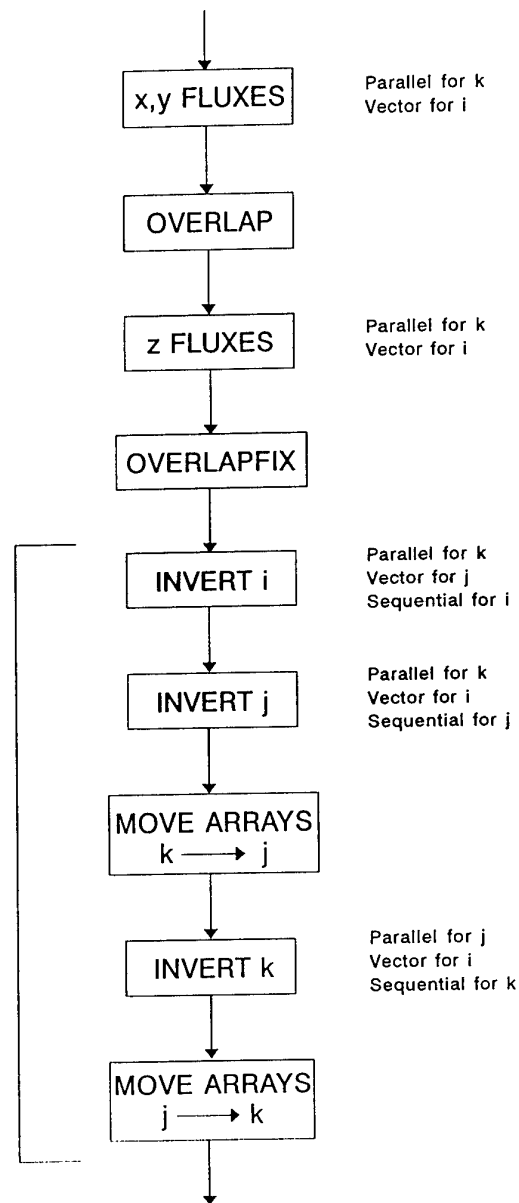 x,y FLUXES
Parallel for k
Vector for i
OVERLAP
z FLUXES
Parallel for k
Vector for i
OVERLAPFIX
INVERT i
Parallel for k
Vector for j
Sequential for i
INVERT j
Parallel for k
Vector for i
Sequential for j
MOVE ARRAYS
k ⟶ j
INVERT k
Parallel for j
Vector for i
Sequential for k
MOVE ARRAYS
j ⟶ k